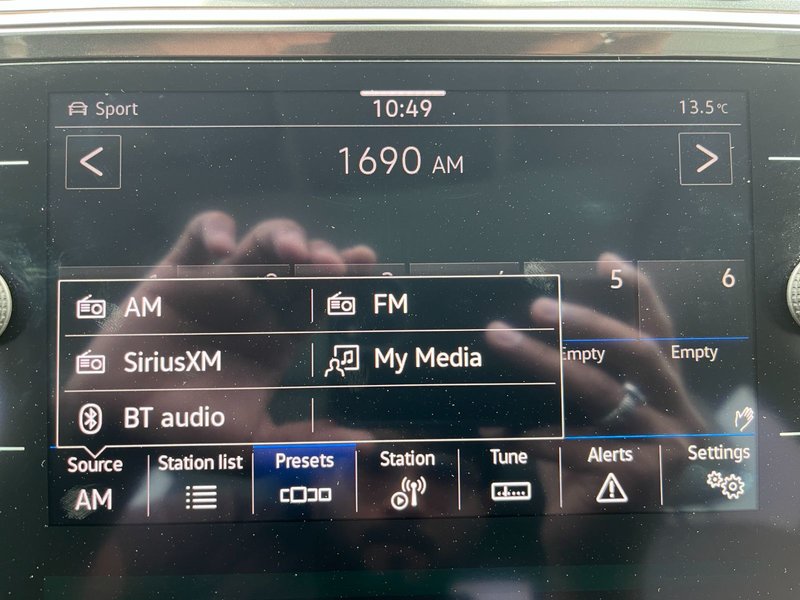 Sport 10:49 13.5°C
1690 AM
5 6
AM FM
SiriusXM My Media
Empty Empty
BT audio
Source Station list Presets Station Tune Alerts Settings
AM